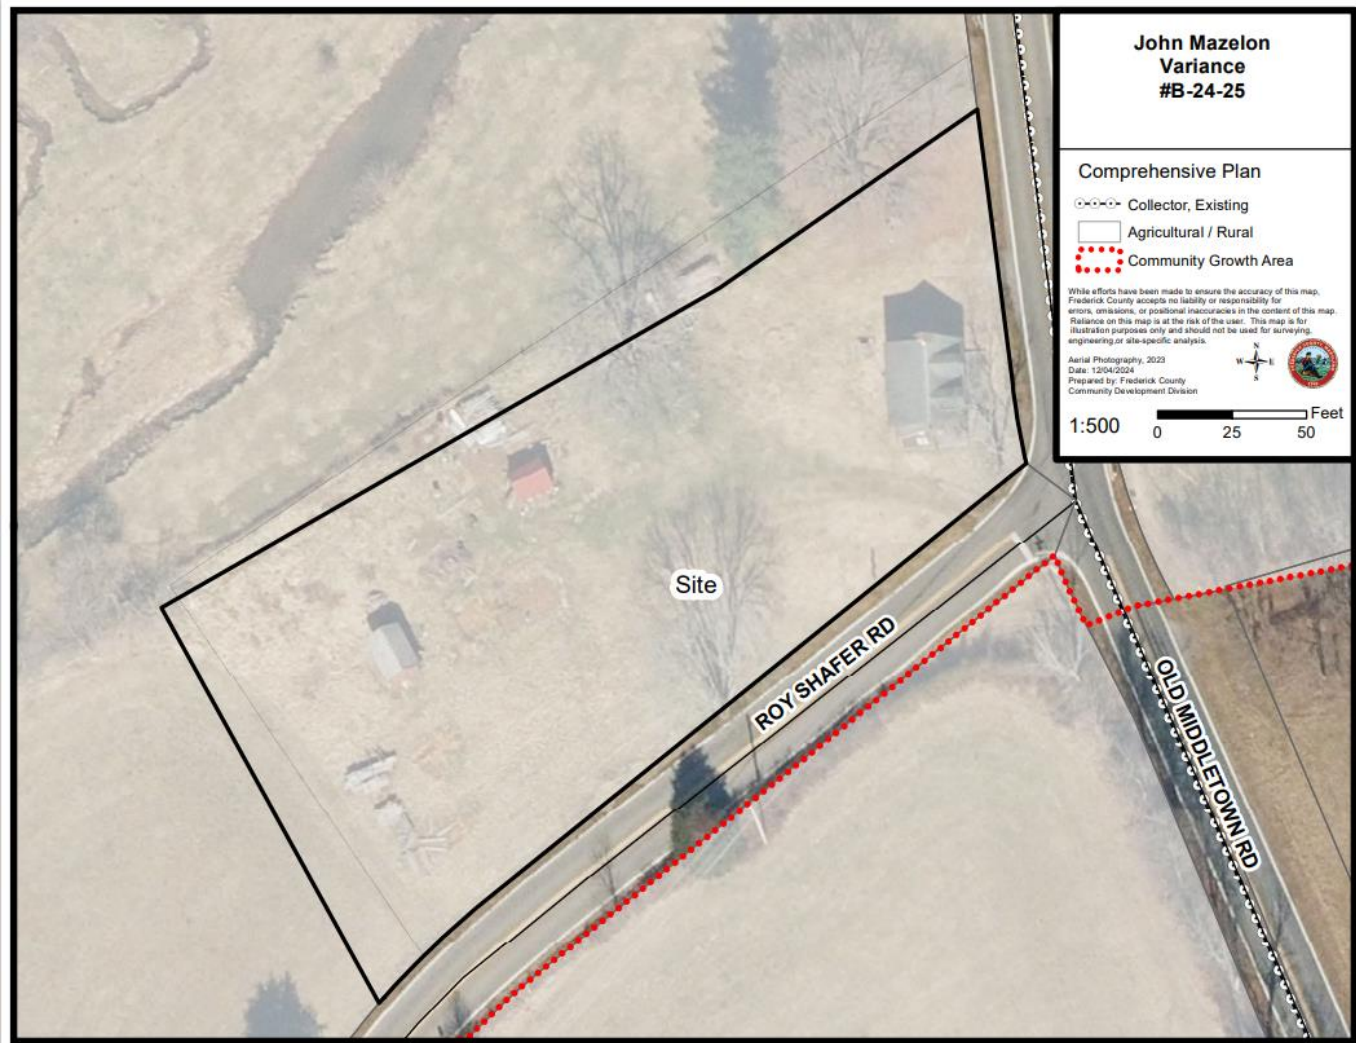 John Mazelon
Variance
#B-24-25
Comprehensive Plan
Collector, Existing
Agricultural / Rural
Community Growth Area
While efforts have been made to ensure the accuracy of this map,
Frederick County accepts no liability or responsibility for
errors, omissions, or positional inaccuracies in the content of this map.
Reliance on this map is at the risk of the user. This map is for
illustration purposes only and should not be used for surveying,
engineering,or site-specific analysis.
Aerial Photography, 2023
Date: 12/04/2024
Prepared by: Frederick County
Community Development Division
N
W E
S
1:500
Feet
0 25 50
Site
ROY SHAFER RD
OLD MIDDLETOWN RD